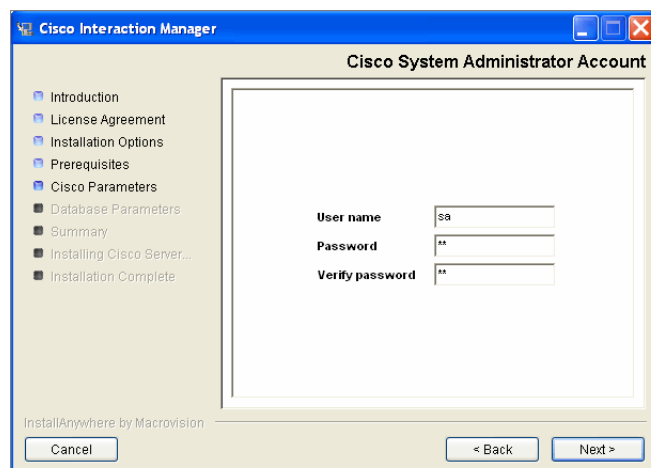 Cisco Interaction Manager
Cisco System Administrator Account
Introduction
License Agreement
Installation Options
Prerequisites
Cisco Parameters
Database Parameters
Summary
Installing Cisco Server...
Installation Complete
User name sa
Password **
Verify password **
InstallAnywhere by Macrovision
Cancel < Back Next >